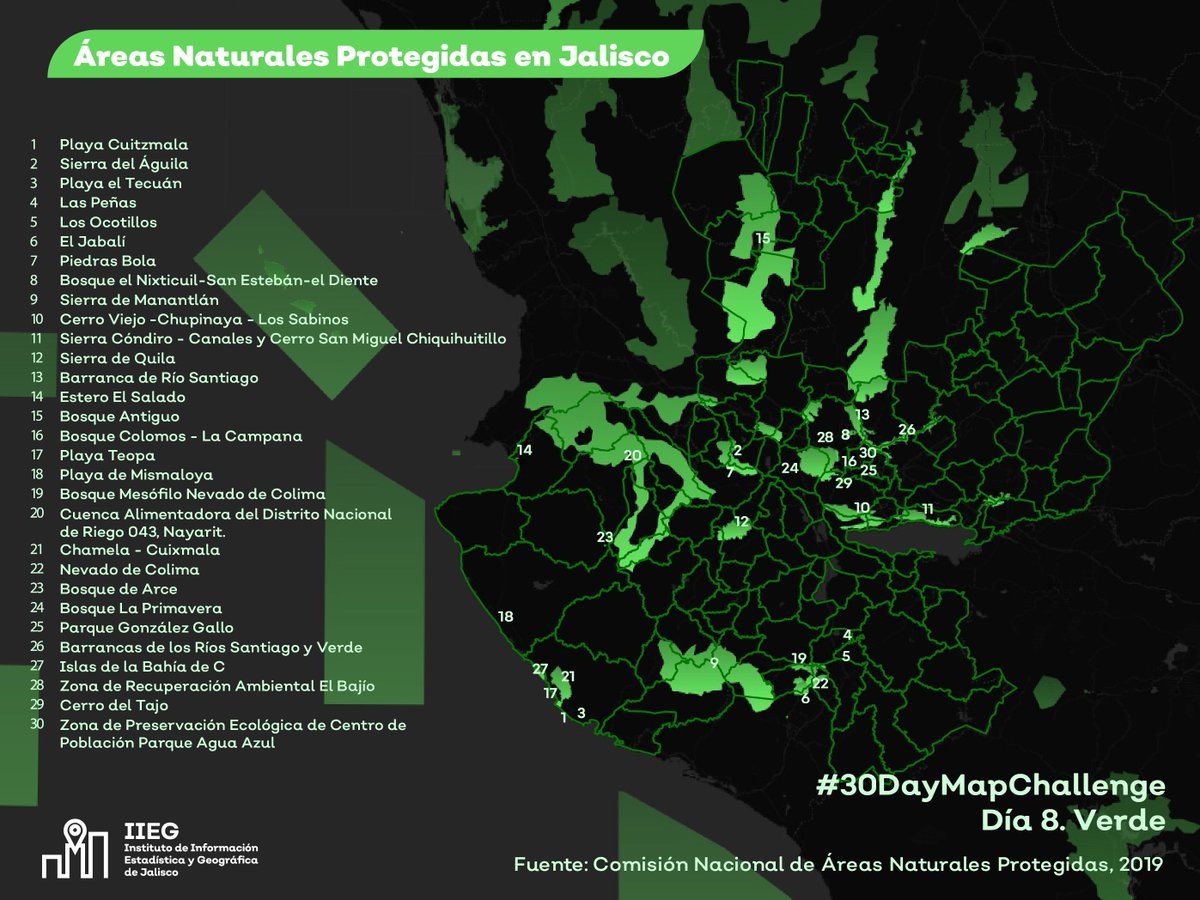 Áreas Naturales Protegidas en Jalisco
1 Playa Cuitzmala
2 Sierra del Águila
3 Playa el Tecuán
4 Las Peñas
5 Los Ocotillos
6 El Jabalí
7 Piedras Bola
8 Bosque el Nixticuil-San Estebán-el Diente
9 Sierra de Manantlán
10 Cerro Viejo -Chupinaya - Los Sabinos
11 Sierra Cóndiro - Canales y Cerro San Miguel Chiquihuitillo
12 Sierra de Quila
13 Barranca de Río Santiago
14 Estero El Salado
15 Bosque Antiguo
16 Bosque Colomos - La Campana
17 Playa Teopa
18 Playa de Mismaloya
19 Bosque Mesófilo Nevado de Colima
20 Cuenca Alimentadora del Distrito Nacional
de Riego 043, Nayarit.
21 Chamela - Cuixmala
22 Nevado de Colima
23 Bosque de Arce
24 Bosque La Primavera
25 Parque González Gallo
26 Barrancas de los Ríos Santiago y Verde
27 Islas de la Bahía de C
28 Zona de Recuperación Ambiental El Bajío
29 Cerro del Tajo
30 Zona de Preservación Ecológica de Centro de
Población Parque Agua Azul
15
13
26
28 8
14
20
2
30
16
24
7
25
29
10
11
12
23
18
4
19
5
9
27
21
22
17
6
1
3
#30DayMapChallenge
Día 8. Verde
IIEG
Instituto de Información
Estadística y Geográfica
de Jalisco
Fuente: Comisión Nacional de Áreas Naturales Protegidas, 2019